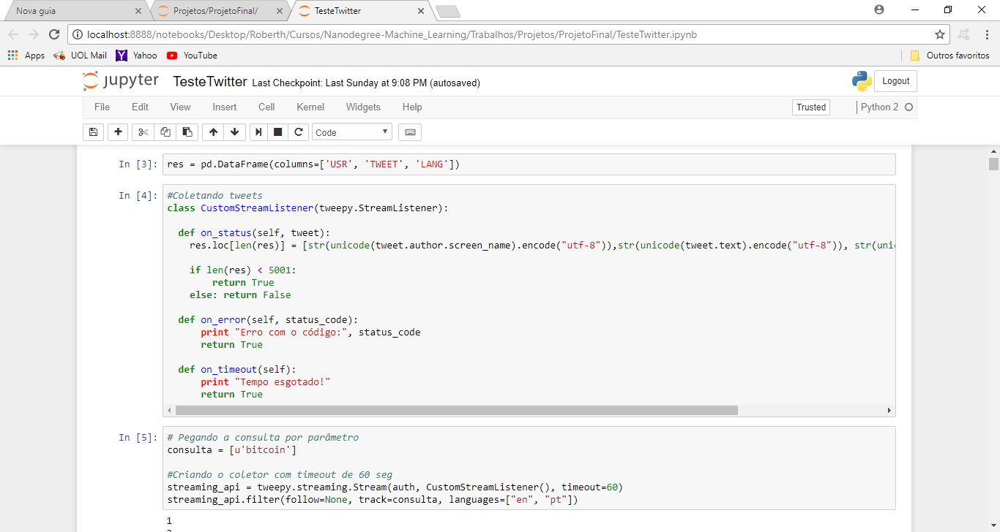 Nova guia
Projetos/ProjetoFinal/
TesteTwitter
localhost:8888/notebooks/Desktop/Roberth/Cursos/Nanodegree-Machine_Learning/Trabalhos/Projetos/ProjetoFinal/TesteTwitter.ipynb
Apps UOL Mail Yahoo YouTube Outros favoritos
jupyter TesteTwitter Last Checkpoint: Last Sunday at 9:08 PM (autosaved) Logout
File Edit View Insert Cell Kernel Widgets Help Trusted Python 2
Code
In [3]: res = pd.DataFrame(columns=['USR', 'TWEET', 'LANG'])
In [4]: #Coletando tweets
class CustomStreamListener(tweepy.StreamListener):
def on_status(self, tweet):
res.loc[len(res)] = [str(unicode(tweet.author.screen_name).encode("utf-8")),str(unicode(tweet.text).encode("utf-8")), str(uni
if len(res) < 5001:
return True
else: return False
def on_error(self, status_code):
print "Erro com o código:", status_code
return True
def on_timeout(self):
print "Tempo esgotado!"
return True
In [5]: # Pegando a consulta por parâmetro
consulta = [u'bitcoin']
#Criando o coletor com timeout de 60 seg
streaming_api = tweepy.streaming.Stream(auth, CustomStreamListener(), timeout=60)
streaming_api.filter(follow=None, track=consulta, languages=["en", "pt"])
1